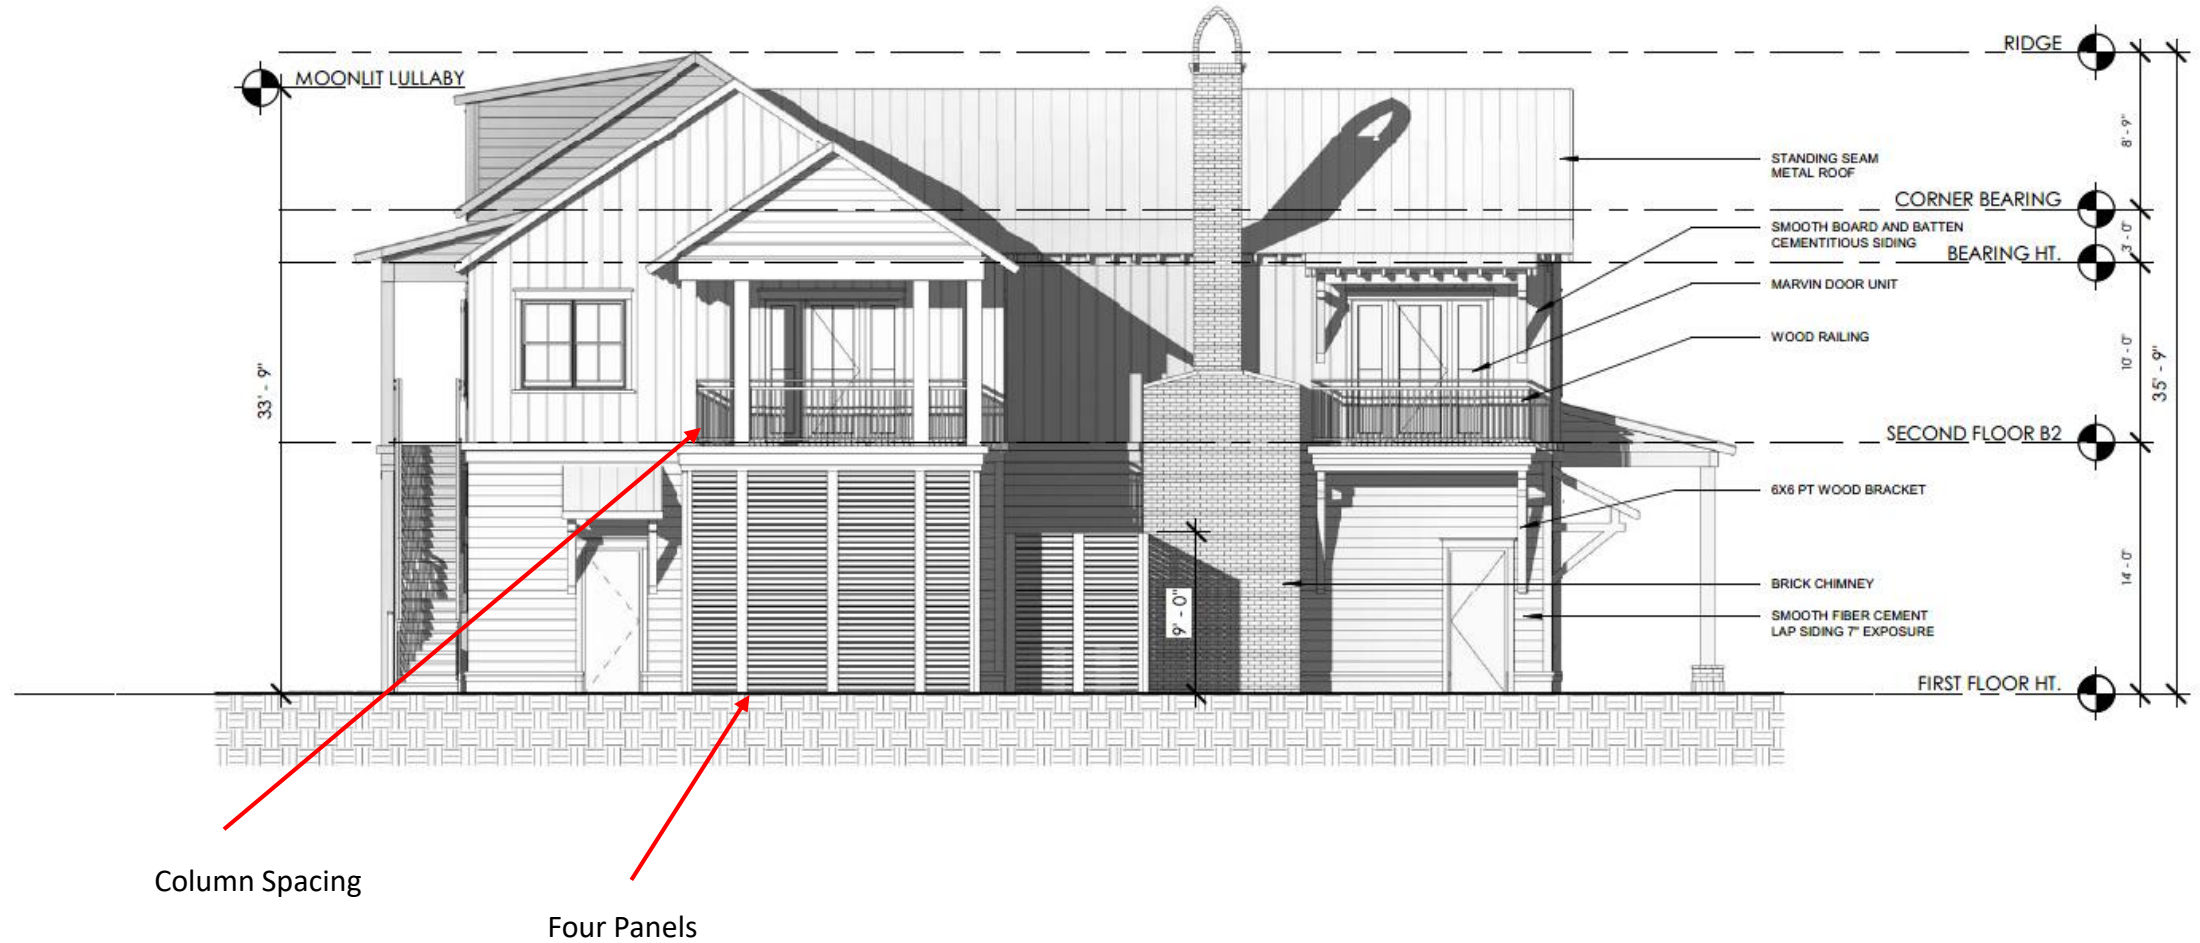 RIDGE
MOONLIT LULLABY
8' - 9"
STANDING SEAM
METAL ROOF
CORNER BEARING
SMOOTH BOARD AND BATTEN
CEMENTITIOUS SIDING
3' - 0"
BEARING HT.
MARVIN DOOR UNIT
WOOD RAILING
10' - 0"
33' - 9"
35' - 9"
SECOND FLOOR B2
6X6 PT WOOD BRACKET
BRICK CHIMNEY
14' - 0"
9' - 0"
SMOOTH FIBER CEMENT
LAP SIDING 7" EXPOSURE
FIRST FLOOR HT.
Column Spacing
Four Panels